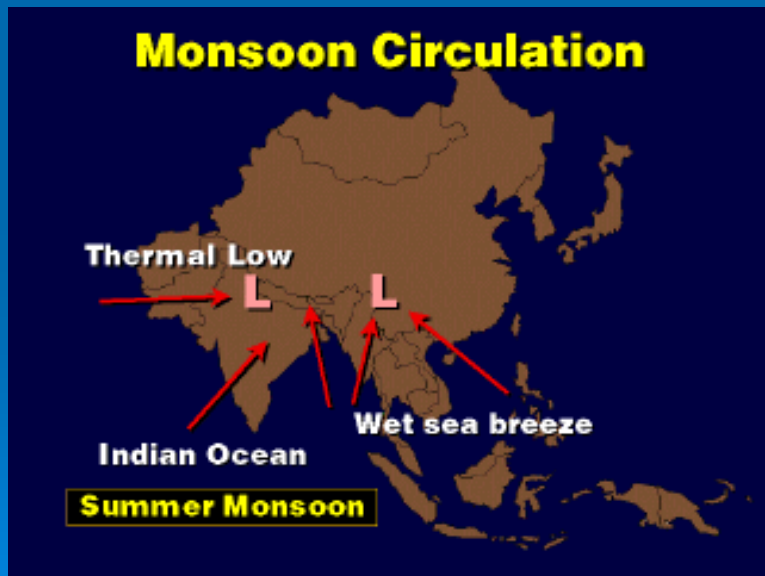 Monsoon Circulation
Thermal Low
L
L
Wet sea breeze
Indian Ocean
Summer Monsoon